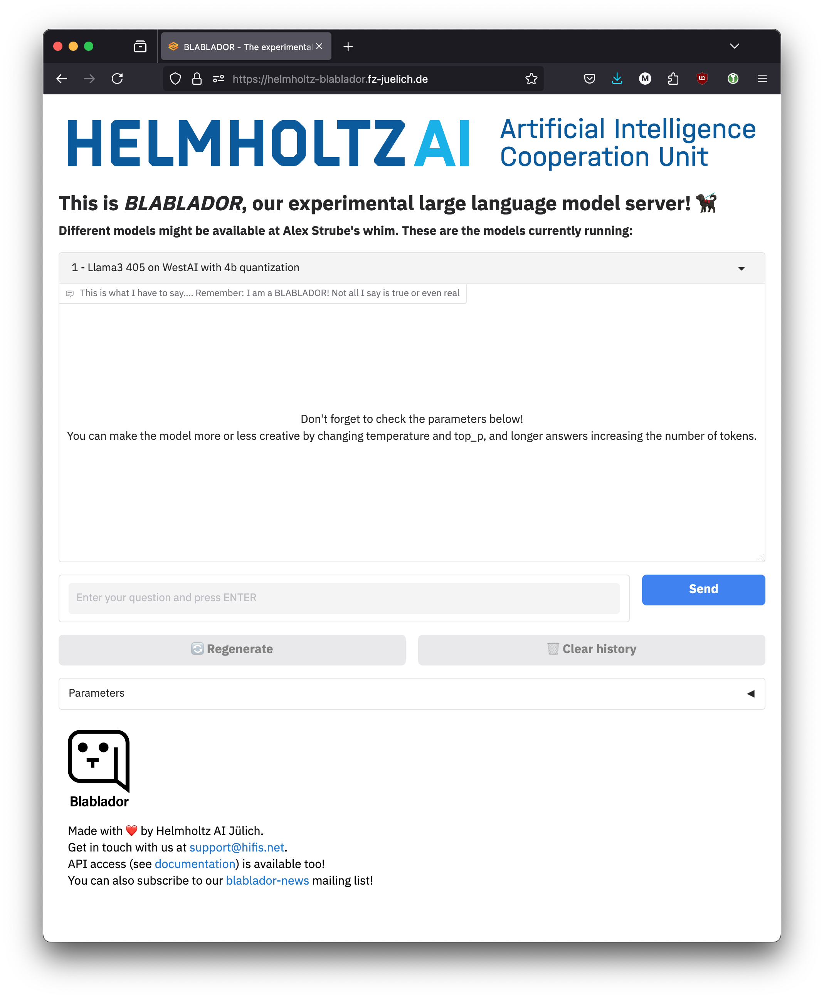 BLABLADOR - The experimental
https://helmholtz-blablador.fz-juelich.de
HELMHOLTZ AI
Artificial Intelligence
Cooperation Unit
This is BLABLADOR, our experimental large language model server! 🐕‍🦺
Different models might be available at Alex Strube's whim. These are the models currently running:
1 - Llama3 405 on WestAI with 4b quantization
This is what I have to say.... Remember: I am a BLABLADOR! Not all I say is true or even real
Don't forget to check the parameters below!
You can make the model more or less creative by changing temperature and top_p, and longer answers increasing the number of tokens.
Enter your question and press ENTER
Send
🔄 Regenerate
🗑️ Clear history
Parameters
Blablador
Made with ❤️ by Helmholtz AI Jülich.
Get in touch with us at support@hifis.net.
API access (see documentation) is available too!
You can also subscribe to our blablador-news mailing list!